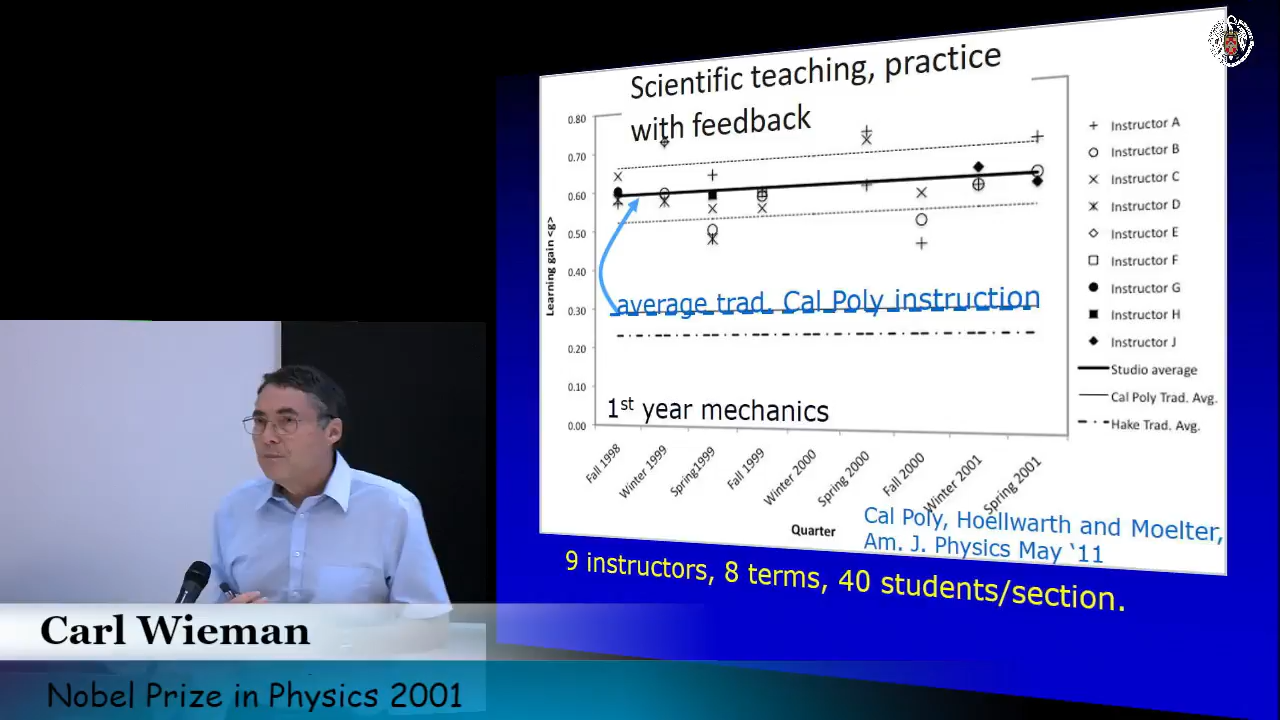 Scientific teaching, practice
with feedback
0.80
0.70
0.60
0.50
0.40
0.30
0.20
0.10
0.00
Learning gain <g>
average trad. Cal Poly instruction
1st year mechanics
Fall 1998
Winter 1999
Spring1999
Fall 1999
Winter 2000
Spring 2000
Fall 2000
Winter 2001
Spring 2001
Quarter
Instructor A
Instructor B
Instructor C
Instructor D
Instructor E
Instructor F
Instructor G
Instructor H
Instructor J
Studio average
Cal Poly Trad. Avg.
Hake Trad. Avg.
Cal Poly, Hoellwarth and Moelter,
Am. J. Physics May ‘11
9 instructors, 8 terms, 40 students/section.
Carl Wieman
Nobel Prize in Physics 2001